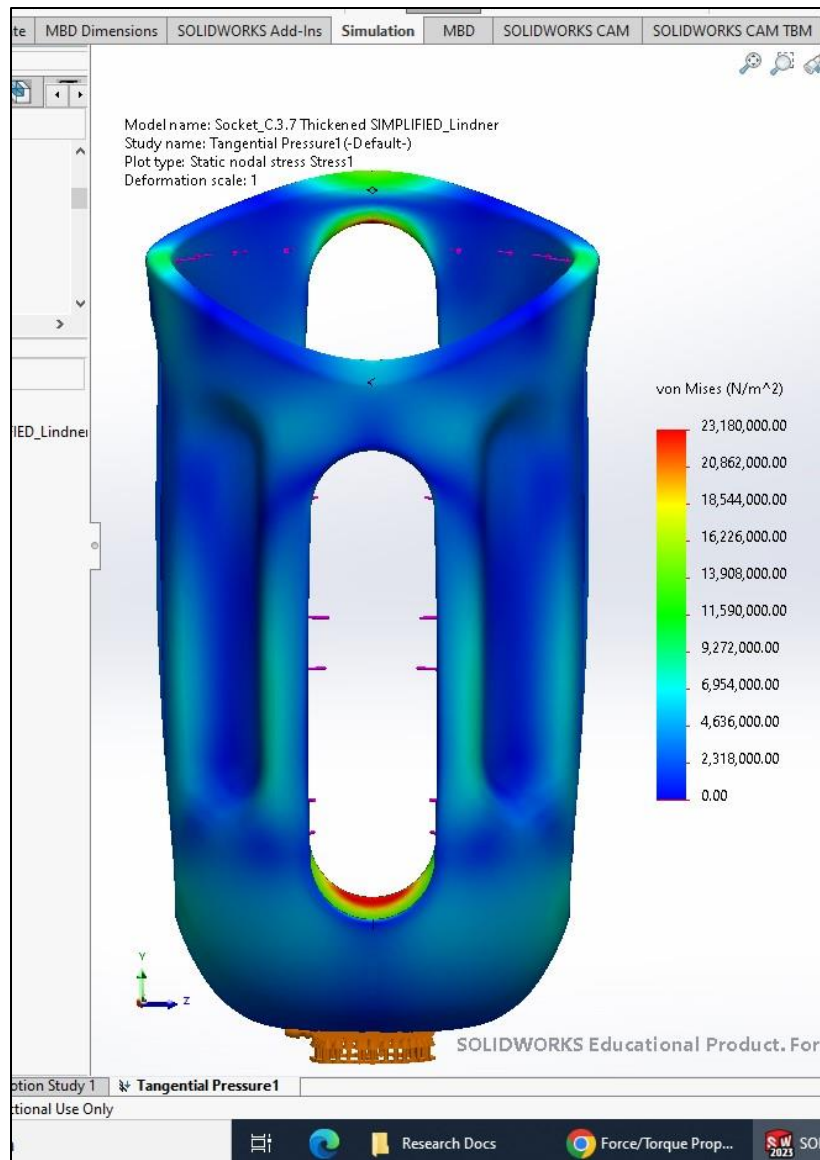 te MBD Dimensions SOLIDWORKS Add-Ins Simulation MBD SOLIDWORKS CAM SOLIDWORKS CAM TBM
Model name: Socket_C.3.7 Thickened SIMPLIFIED_Lindner
Study name: Tangential Pressure1(-Default-)
Plot type: Static nodal stress Stress1
Deformation scale: 1
von Mises (N/m^2)
23,180,000.00
20,862,000.00
18,544,000.00
16,226,000.00
13,908,000.00
11,590,000.00
9,272,000.00
6,954,000.00
4,636,000.00
2,318,000.00
0.00
FIED_Lindner
Y
Z
SOLIDWORKS Educational Product. For
otion Study 1 Tangential Pressure1
ctional Use Only
Research Docs Force/Torque Prop... SW 2023 SOL